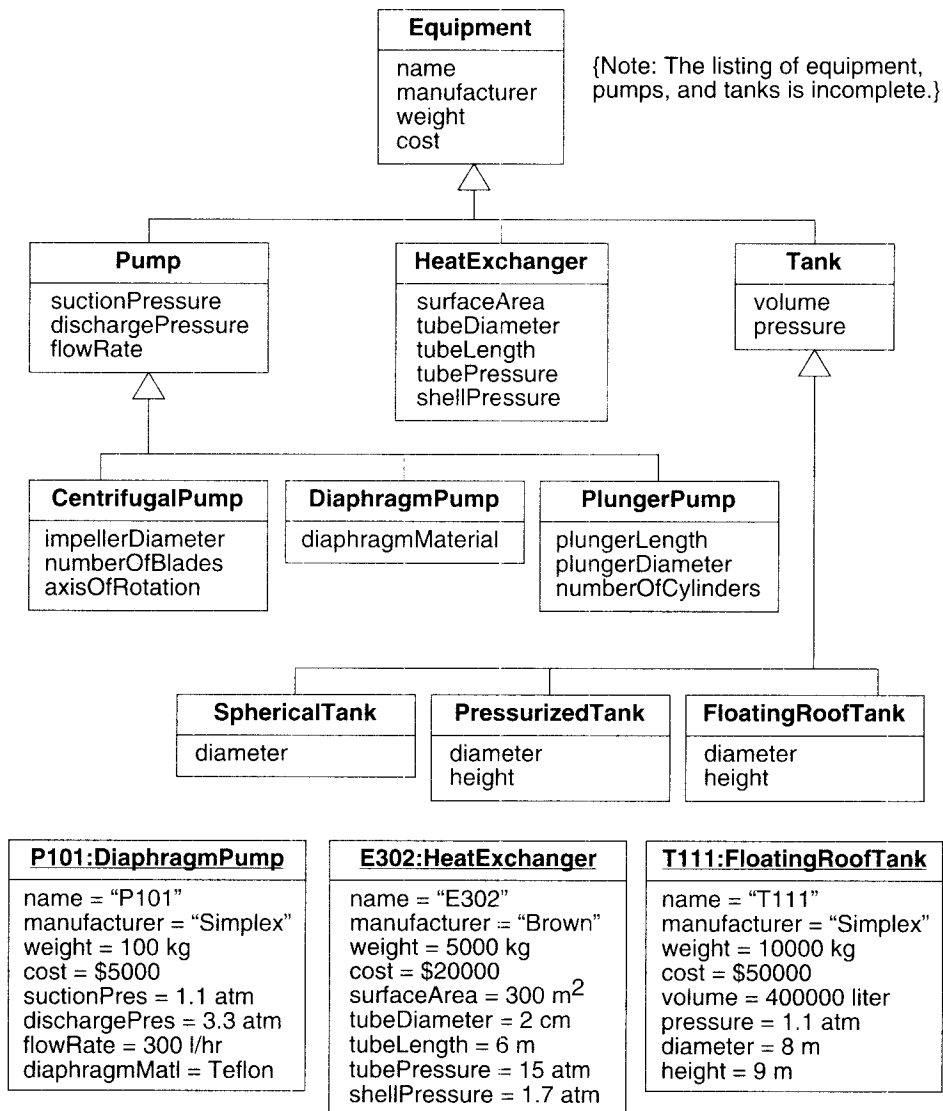 Equipment
name
manufacturer
weight
cost
{Note: The listing of equipment,
pumps, and tanks is incomplete.}
Pump
suctionPressure
dischargePressure
flowRate
HeatExchanger
surfaceArea
tubeDiameter
tubeLength
tubePressure
shellPressure
Tank
volume
pressure
CentrifugalPump
impellerDiameter
numberOfBlades
axisOfRotation
DiaphragmPump
diaphragmMaterial
PlungerPump
plungerLength
plungerDiameter
numberOfCylinders
SphericalTank
diameter
PressurizedTank
diameter
height
FloatingRoofTank
diameter
height
P101:DiaphragmPump
name = “P101”
manufacturer = “Simplex”
weight = 100 kg
cost = $5000
suctionPres = 1.1 atm
dischargePres = 3.3 atm
flowRate = 300 l/hr
diaphragmMatl = Teflon
E302:HeatExchanger
name = “E302”
manufacturer = “Brown”
weight = 5000 kg
cost = $20000
surfaceArea = 300 m²
tubeDiameter = 2 cm
tubeLength = 6 m
tubePressure = 15 atm
shellPressure = 1.7 atm
T111:FloatingRoofTank
name = “T111”
manufacturer = “Simplex”
weight = 10000 kg
cost = $50000
volume = 400000 liter
pressure = 1.1 atm
diameter = 8 m
height = 9 m